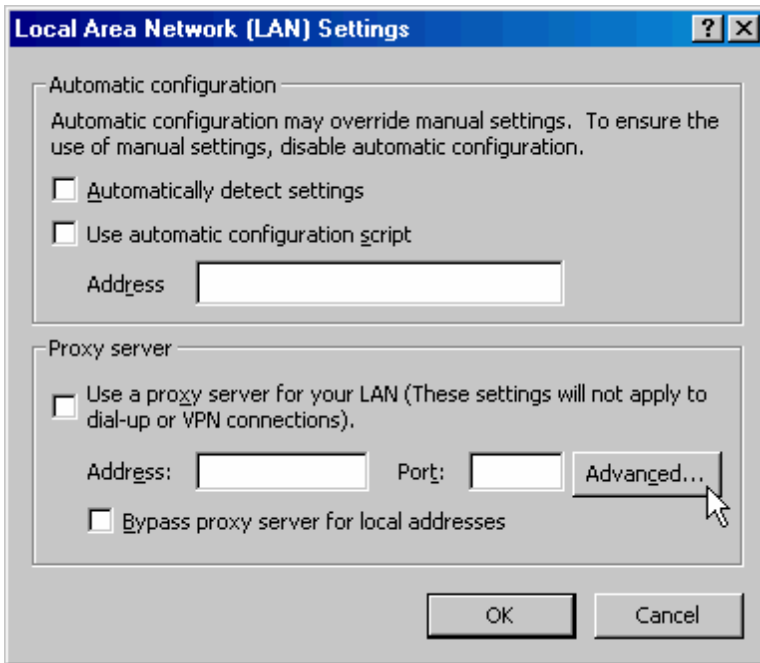 Local Area Network (LAN) Settings
Automatic configuration
Automatic configuration may override manual settings. To ensure the
use of manual settings, disable automatic configuration.
Automatically detect settings
Use automatic configuration script
Address
Proxy server
Use a proxy server for your LAN (These settings will not apply to
dial-up or VPN connections).
Address: Port: Advanced...
Bypass proxy server for local addresses
OK Cancel